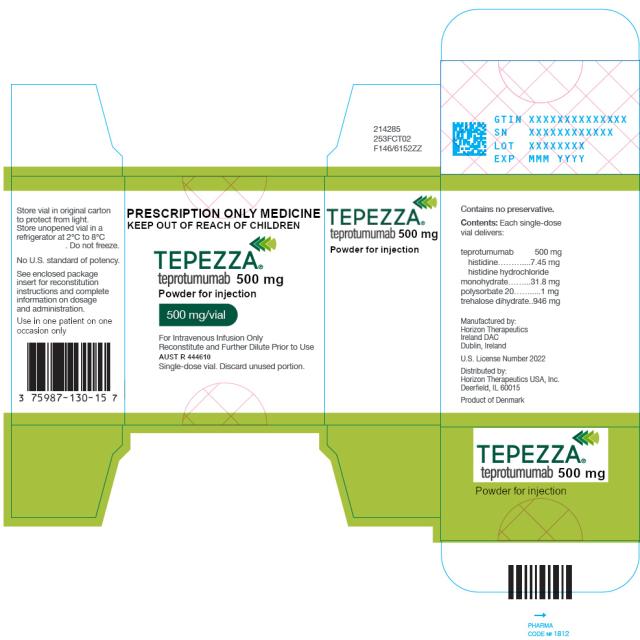 214285
253FCT02
F146/6152ZZ
GTIN XXXXXXXXXXXXXX
SN XXXXXXXXXXXX
LOT XXXXXXXX
EXP MMM YYYY
Store vial in original carton
to protect from light.
Store unopened vial in a
refrigerator at 2°C to 8°C
. Do not freeze.
No U.S. standard of potency.
See enclosed package
insert for reconstitution
instructions and complete
information on dosage
and administration.
Use in one patient on one
occasion only
3 75987-130-15 7
PRESCRIPTION ONLY MEDICINE
KEEP OUT OF REACH OF CHILDREN
TEPEZZA®
teprotumumab 500 mg
Powder for injection
500 mg/vial
For Intravenous Infusion Only
Reconstitute and Further Dilute Prior to Use
AUST R 444610
Single-dose vial. Discard unused portion.
TEPEZZA®
teprotumumab 500 mg
Powder for injection
Contains no preservative.
Contents: Each single-dose
vial delivers:
teprotumumab 500 mg
histidine............7.45 mg
histidine hydrochloride
monohydrate........31.8 mg
polysorbate 20..........1 mg
trehalose dihydrate..946 mg
Manufactured by:
Horizon Therapeutics
Ireland DAC
Dublin, Ireland
U.S. License Number 2022
Distributed by:
Horizon Therapeutics USA, Inc.
Deerfield, IL 60015
Product of Denmark
TEPEZZA®
teprotumumab 500 mg
Powder for injection
PHARMA
CODE № 1812